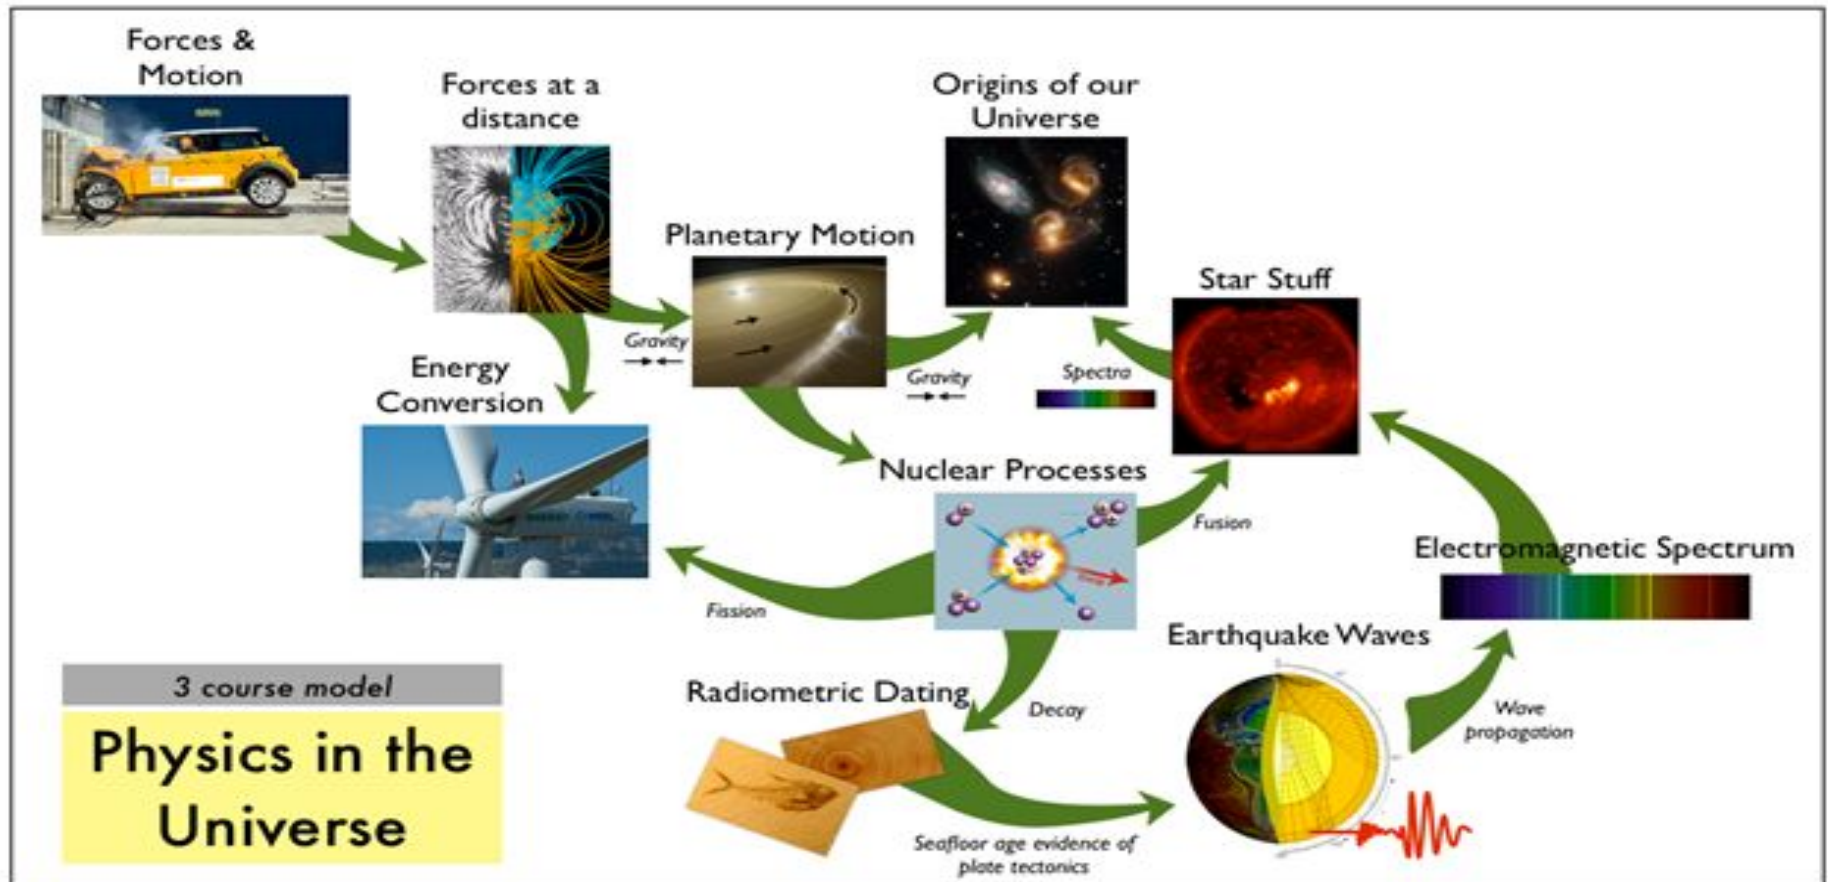 Forces &
Motion
Forces at a
distance
Origins of our
Universe
Planetary Motion
Star Stuff
Gravity
Energy
Conversion
Gravity
Spectra
Nuclear Processes
Fusion
Electromagnetic Spectrum
Fission
Earthquake Waves
3 course model
Radiometric Dating
Decay
Wave
propagation
Physics in the
Universe
Seafloor age evidence of
plate tectonics